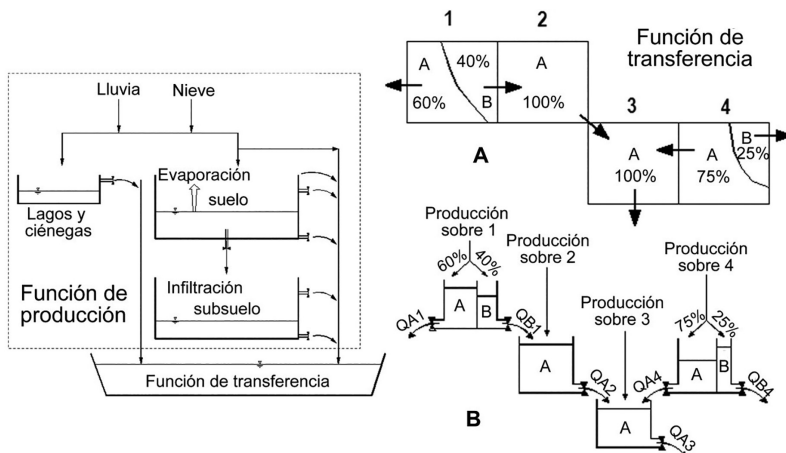 Lluvia
Nieve
Evaporación
suelo
Lagos y
ciénegas
Función de
producción
Infiltración
subsuelo
Función de transferencia
1
2
Función de
transferencia
A
40%
60%
B
A
100%
3
4
A
100%
A
75%
B
25%
A
Producción
sobre 1
60%
40%
A
B
QA1
QB1
Producción
sobre 2
A
QA2
Producción
sobre 3
A
QA3
Producción
sobre 4
75%
25%
A
B
QA4
QB4
B